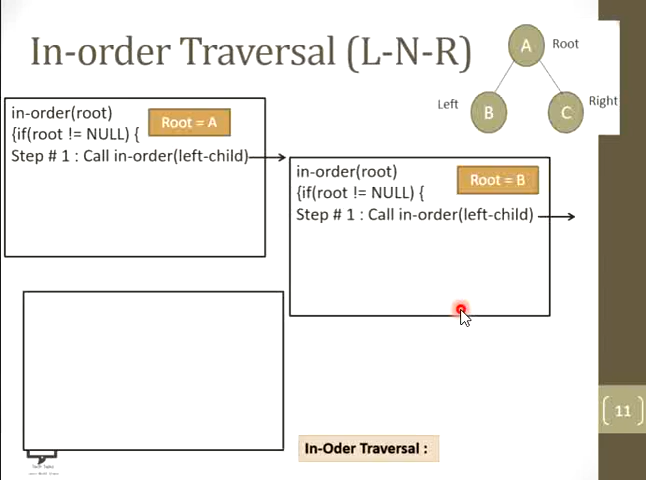 In-order Traversal (L-N-R)
A
Root
Left
B
C
Right
in-order(root)
{if(root != NULL) {
Root = A
Step # 1 : Call in-order(left-child)
in-order(root)
{if(root != NULL) {
Root = B
Step # 1 : Call in-order(left-child)
11
In-Oder Traversal :